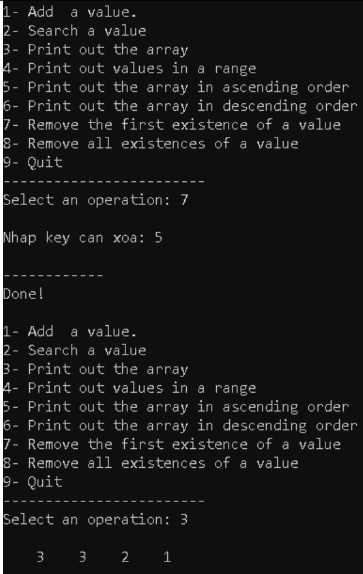 1- Add  a value.
2- Search a value
3- Print out the array
4- Print out values in a range
5- Print out the array in ascending order
6- Print out the array in descending order
7- Remove the first existence of a value
8- Remove all existences of a value
9- Quit
------------------------
Select an operation: 7
Nhap key can xoa: 5
------------
Done!
1- Add  a value.
2- Search a value
3- Print out the array
4- Print out values in a range
5- Print out the array in ascending order
6- Print out the array in descending order
7- Remove the first existence of a value
8- Remove all existences of a value
9- Quit
------------------------
Select an operation: 3
3    3    2    1